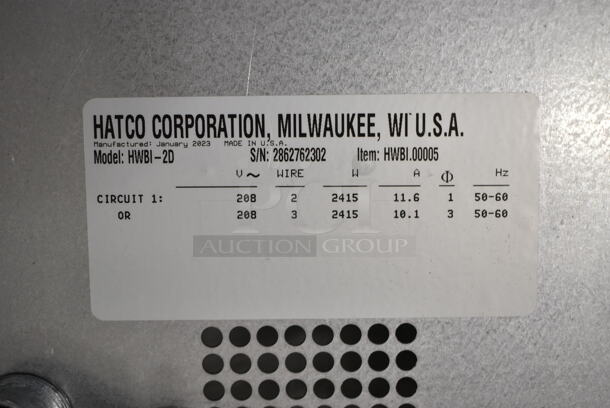 HATCO CORPORATION, MILWAUKEE, WI U.S.A.
Manufactured: January 2023 MADE IN U.S.A.
Model: HWBI-2D S/N: 2862762302 Item: HWBI.00005
V~ WIRE W A Φ Hz
CIRCUIT 1: 208 2 2415 11.6 1 50-60
OR 208 3 2415 10.1 3 50-60
PCI
AUCTION GROUP